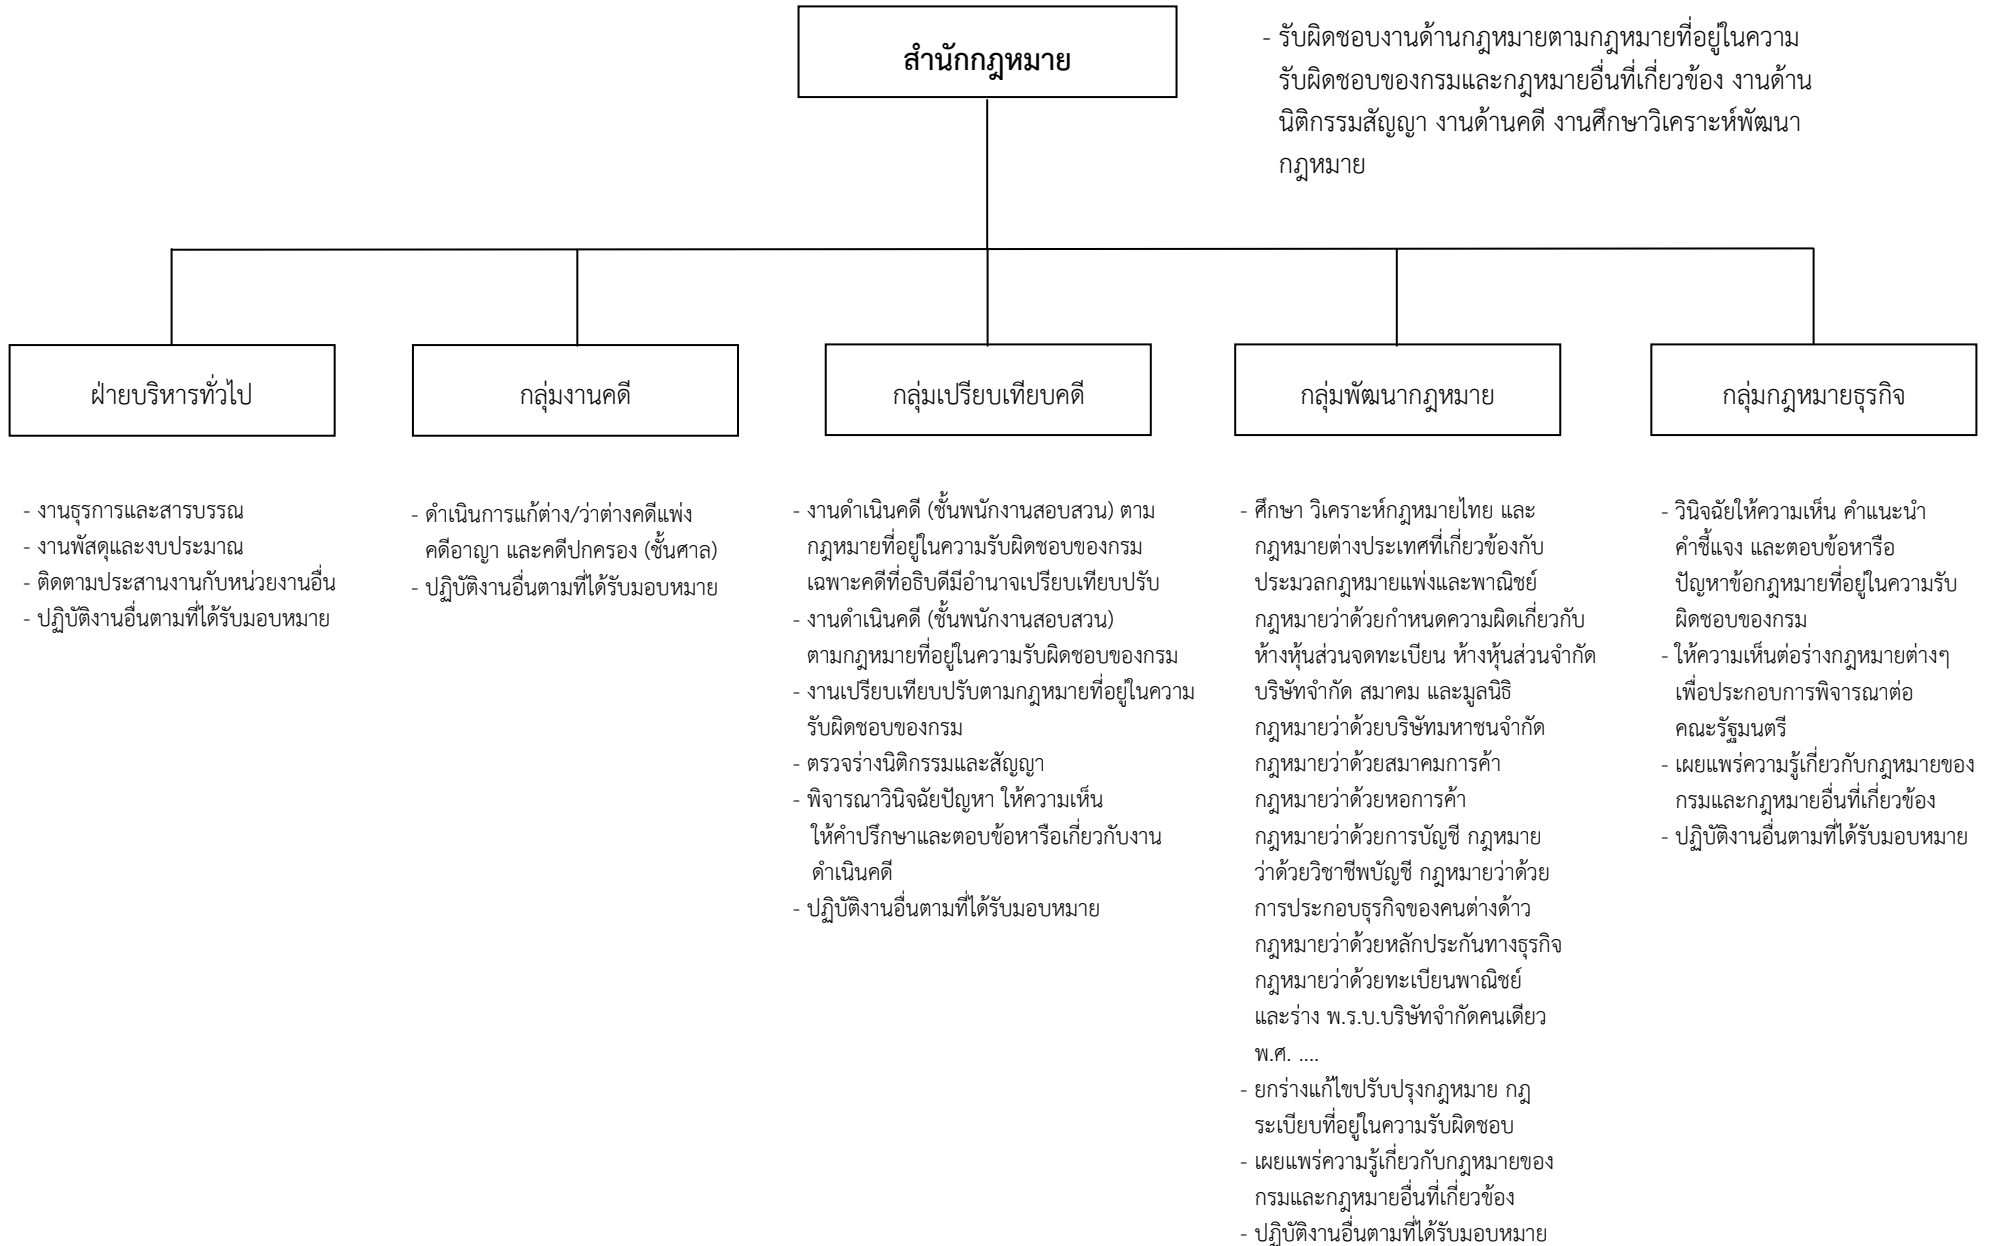 สำนักกฎหมาย
- รับผิดชอบงานด้านกฎหมายตามกฎหมายที่อยู่ในความ
รับผิดชอบของกรมและกฎหมายอื่นที่เกี่ยวข้อง งานด้าน
นิติกรรมสัญญา งานด้านคดี งานศึกษาวิเคราะห์พัฒนา
กฎหมาย
ฝ่ายบริหารทั่วไป
- งานธุรการและสารบรรณ
- งานพัสดุและงบประมาณ
- ติดตามประสานงานกับหน่วยงานอื่น
- ปฏิบัติงานอื่นตามที่ได้รับมอบหมาย
กลุ่มงานคดี
- ดำเนินการแก้ต่าง/ว่าต่างคดีแพ่ง
คดีอาญา และคดีปกครอง (ชั้นศาล)
- ปฏิบัติงานอื่นตามที่ได้รับมอบหมาย
กลุ่มเปรียบเทียบคดี
- งานดำเนินคดี (ชั้นพนักงานสอบสวน) ตาม
กฎหมายที่อยู่ในความรับผิดชอบของกรม
เฉพาะคดีที่อธิบดีมีอำนาจเปรียบเทียบปรับ
- งานดำเนินคดี (ชั้นพนักงานสอบสวน)
ตามกฎหมายที่อยู่ในความรับผิดชอบของกรม
- งานเปรียบเทียบปรับตามกฎหมายที่อยู่ในความ
รับผิดชอบของกรม
- ตรวจร่างนิติกรรมและสัญญา
- พิจารณาวินิจฉัยปัญหา ให้ความเห็น
ให้คำปรึกษาและตอบข้อหารือเกี่ยวกับงาน
ดำเนินคดี
- ปฏิบัติงานอื่นตามที่ได้รับมอบหมาย
กลุ่มพัฒนากฎหมาย
- ศึกษา วิเคราะห์กฎหมายไทย และ
กฎหมายต่างประเทศที่เกี่ยวข้องกับ
ประมวลกฎหมายแพ่งและพาณิชย์
กฎหมายว่าด้วยกำหนดความผิดเกี่ยวกับ
ห้างหุ้นส่วนจดทะเบียน ห้างหุ้นส่วนจำกัด
บริษัทจำกัด สมาคม และมูลนิธิ
กฎหมายว่าด้วยบริษัทมหาชนจำกัด
กฎหมายว่าด้วยสมาคมการค้า
กฎหมายว่าด้วยหอการค้า
กฎหมายว่าด้วยการบัญชี กฎหมาย
ว่าด้วยวิชาชีพบัญชี กฎหมายว่าด้วย
การประกอบธุรกิจของคนต่างด้าว
กฎหมายว่าด้วยหลักประกันทางธุรกิจ
กฎหมายว่าด้วยทะเบียนพาณิชย์
และร่าง พ.ร.บ.บริษัทจำกัดคนเดียว
พ.ศ. ....
- ยกร่างแก้ไขปรับปรุงกฎหมาย กฎ
ระเบียบที่อยู่ในความรับผิดชอบ
- เผยแพร่ความรู้เกี่ยวกับกฎหมายของ
กรมและกฎหมายอื่นที่เกี่ยวข้อง
- ปฏิบัติงานอื่นตามที่ได้รับมอบหมาย
กลุ่มกฎหมายธุรกิจ
- วินิจฉัยให้ความเห็น คำแนะนำ
คำชี้แจง และตอบข้อหารือ
ปัญหาข้อกฎหมายที่อยู่ในความรับ
ผิดชอบของกรม
- ให้ความเห็นต่อร่างกฎหมายต่างๆ
เพื่อประกอบการพิจารณาต่อ
คณะรัฐมนตรี
- เผยแพร่ความรู้เกี่ยวกับกฎหมายของ
กรมและกฎหมายอื่นที่เกี่ยวข้อง
- ปฏิบัติงานอื่นตามที่ได้รับมอบหมาย